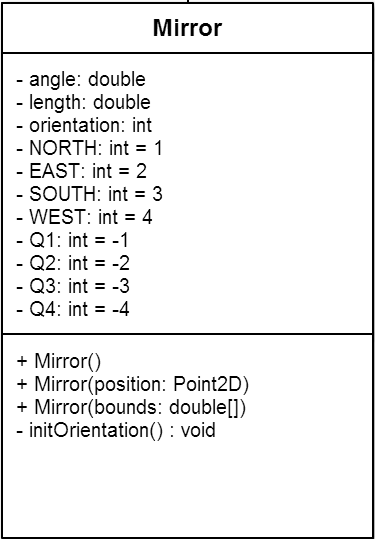 Mirror
- angle: double
- length: double
- orientation: int
- NORTH: int = 1
- EAST: int = 2
- SOUTH: int = 3
- WEST: int = 4
- Q1: int = -1
- Q2: int = -2
- Q3: int = -3
- Q4: int = -4
+ Mirror()
+ Mirror(position: Point2D)
+ Mirror(bounds: double[])
- initOrientation() : void